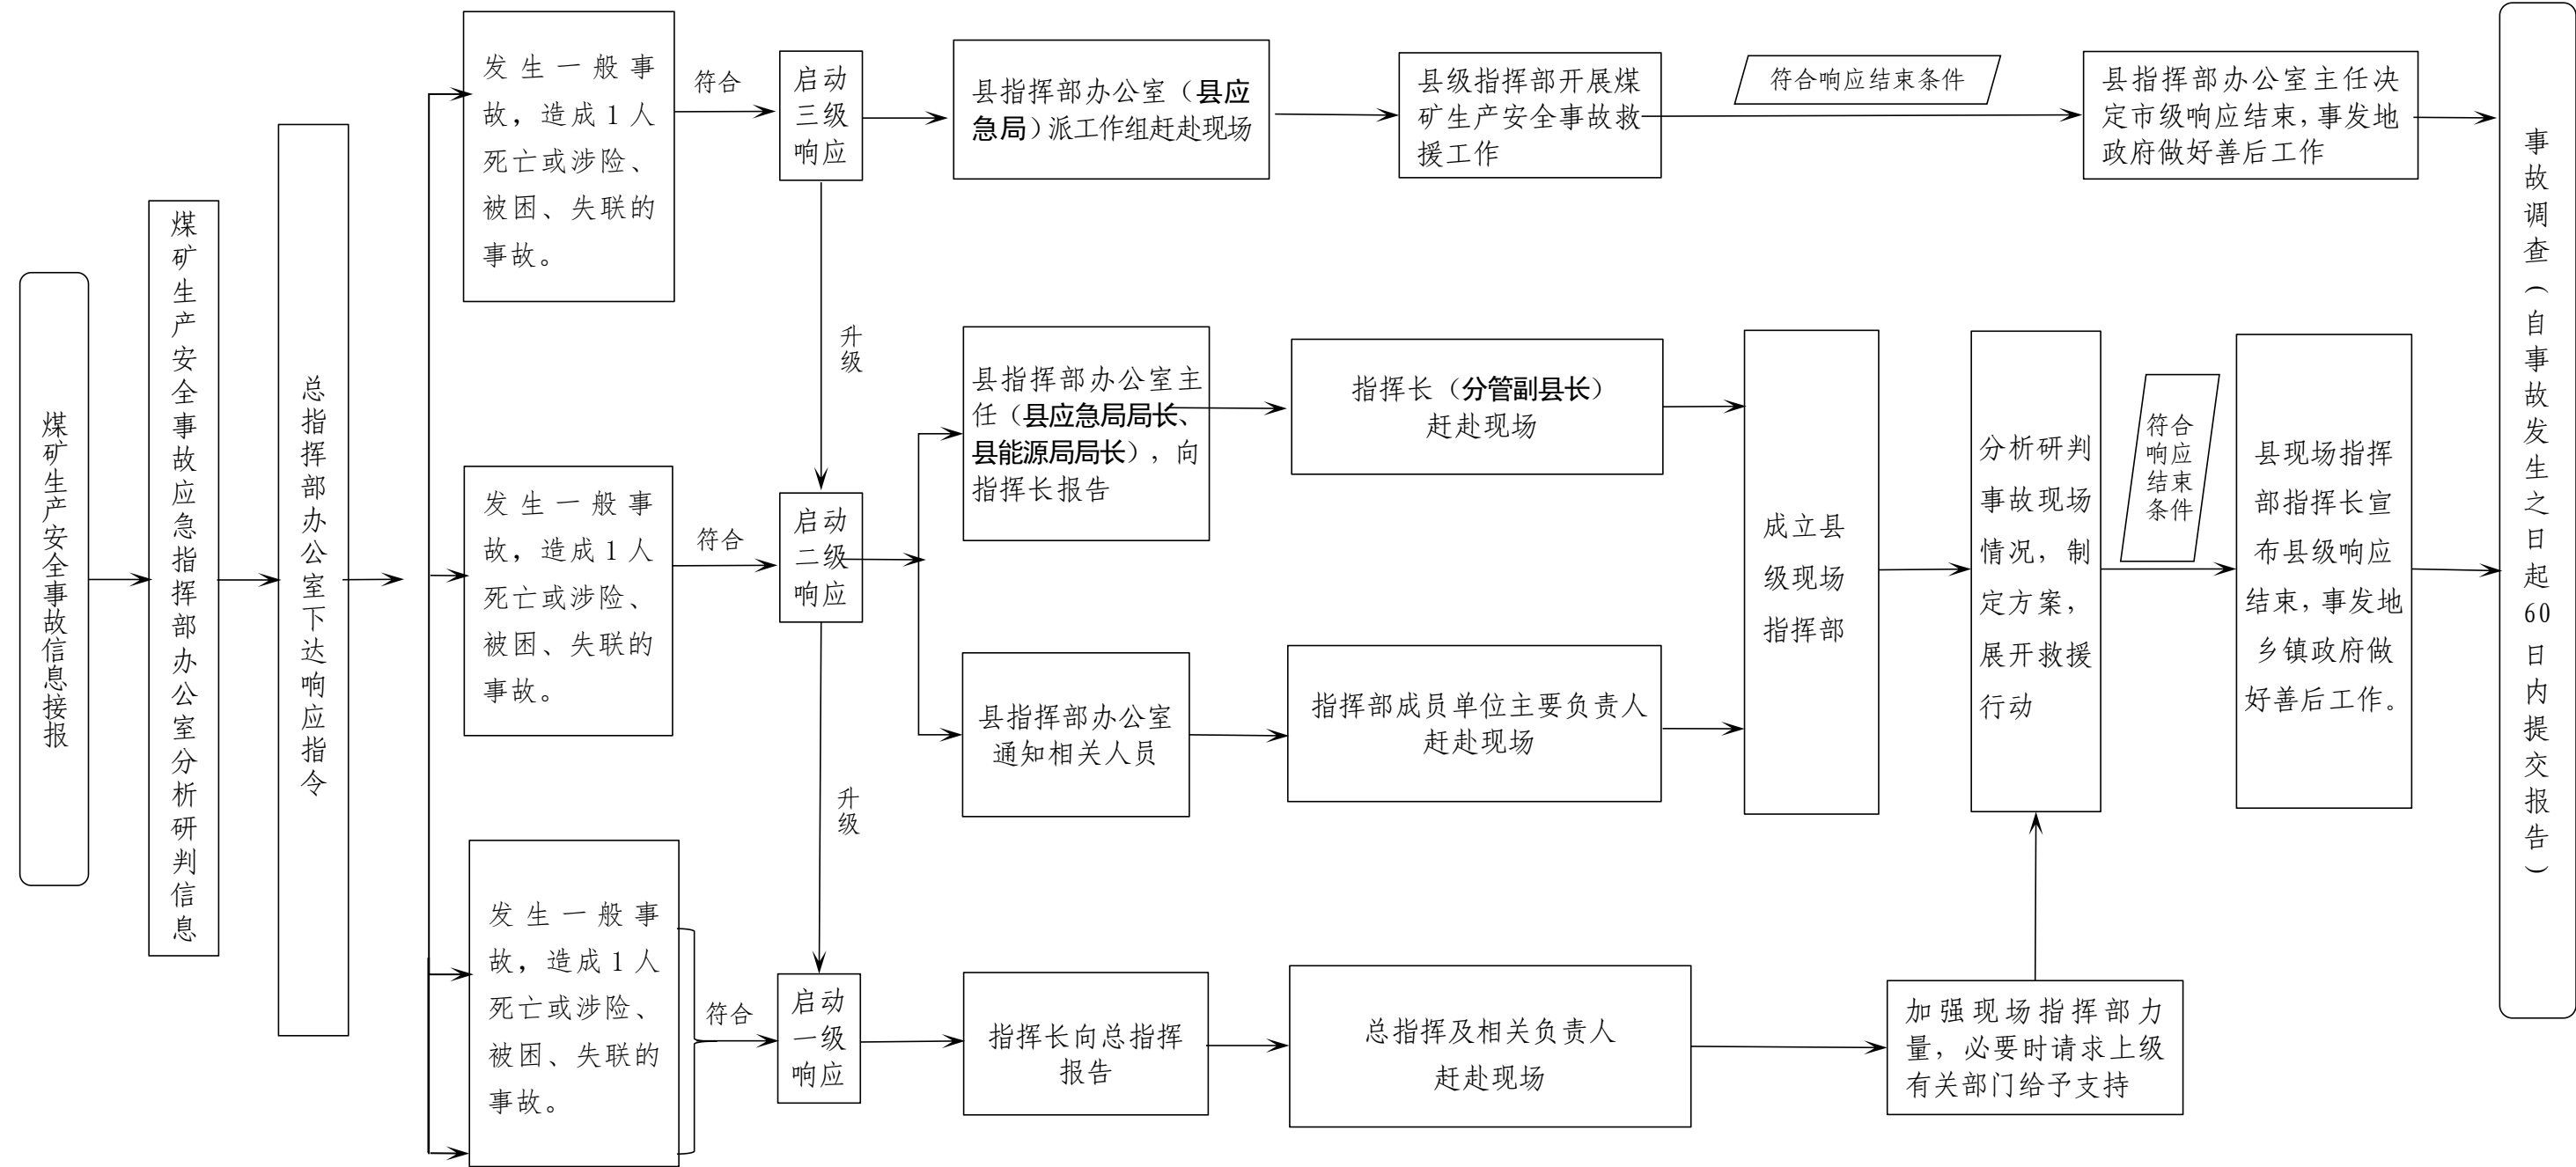 煤矿生产安全事故信息接报
煤矿生产安全事故应急指挥部办公室分析研判信息
总指挥部办公室下达响应指令
发生一般事
故，造成1人
死亡或涉险、
被困、失联的
事故。
符合
启动
三级
响应
县指挥部办公室（县应
急局）派工作组赶赴现场
县级指挥部开展煤
矿生产安全事故救
援工作
符合响应结束条件
县指挥部办公室主任决
定市级响应结束，事发地
政府做好善后工作
升级
发生一般事
故，造成1人
死亡或涉险、
被困、失联的
事故。
符合
启动
二级
响应
县指挥部办公室主
任（县应急局局长、
县能源局局长），向
指挥长报告
指挥长（分管副县长）
赶赴现场
县指挥部办公室
通知相关人员
指挥部成员单位主要负责人
赶赴现场
成立县
级现场
指挥部
分析研判
事故现场
情况，制
定方案，
展开救援
行动
符合
响应
结束
条件
县现场指挥
部指挥长宣
布县级响应
结束，事发地
乡镇政府做
好善后工作。
升级
发生一般事
故，造成1人
死亡或涉险、
被困、失联的
事故。
符合
启动
一级
响应
指挥长向总指挥
报告
总指挥及相关负责人
赶赴现场
加强现场指挥部力
量，必要时请求上级
有关部门给予支持
事故调查（自事故发生之日起60日内提交报告）